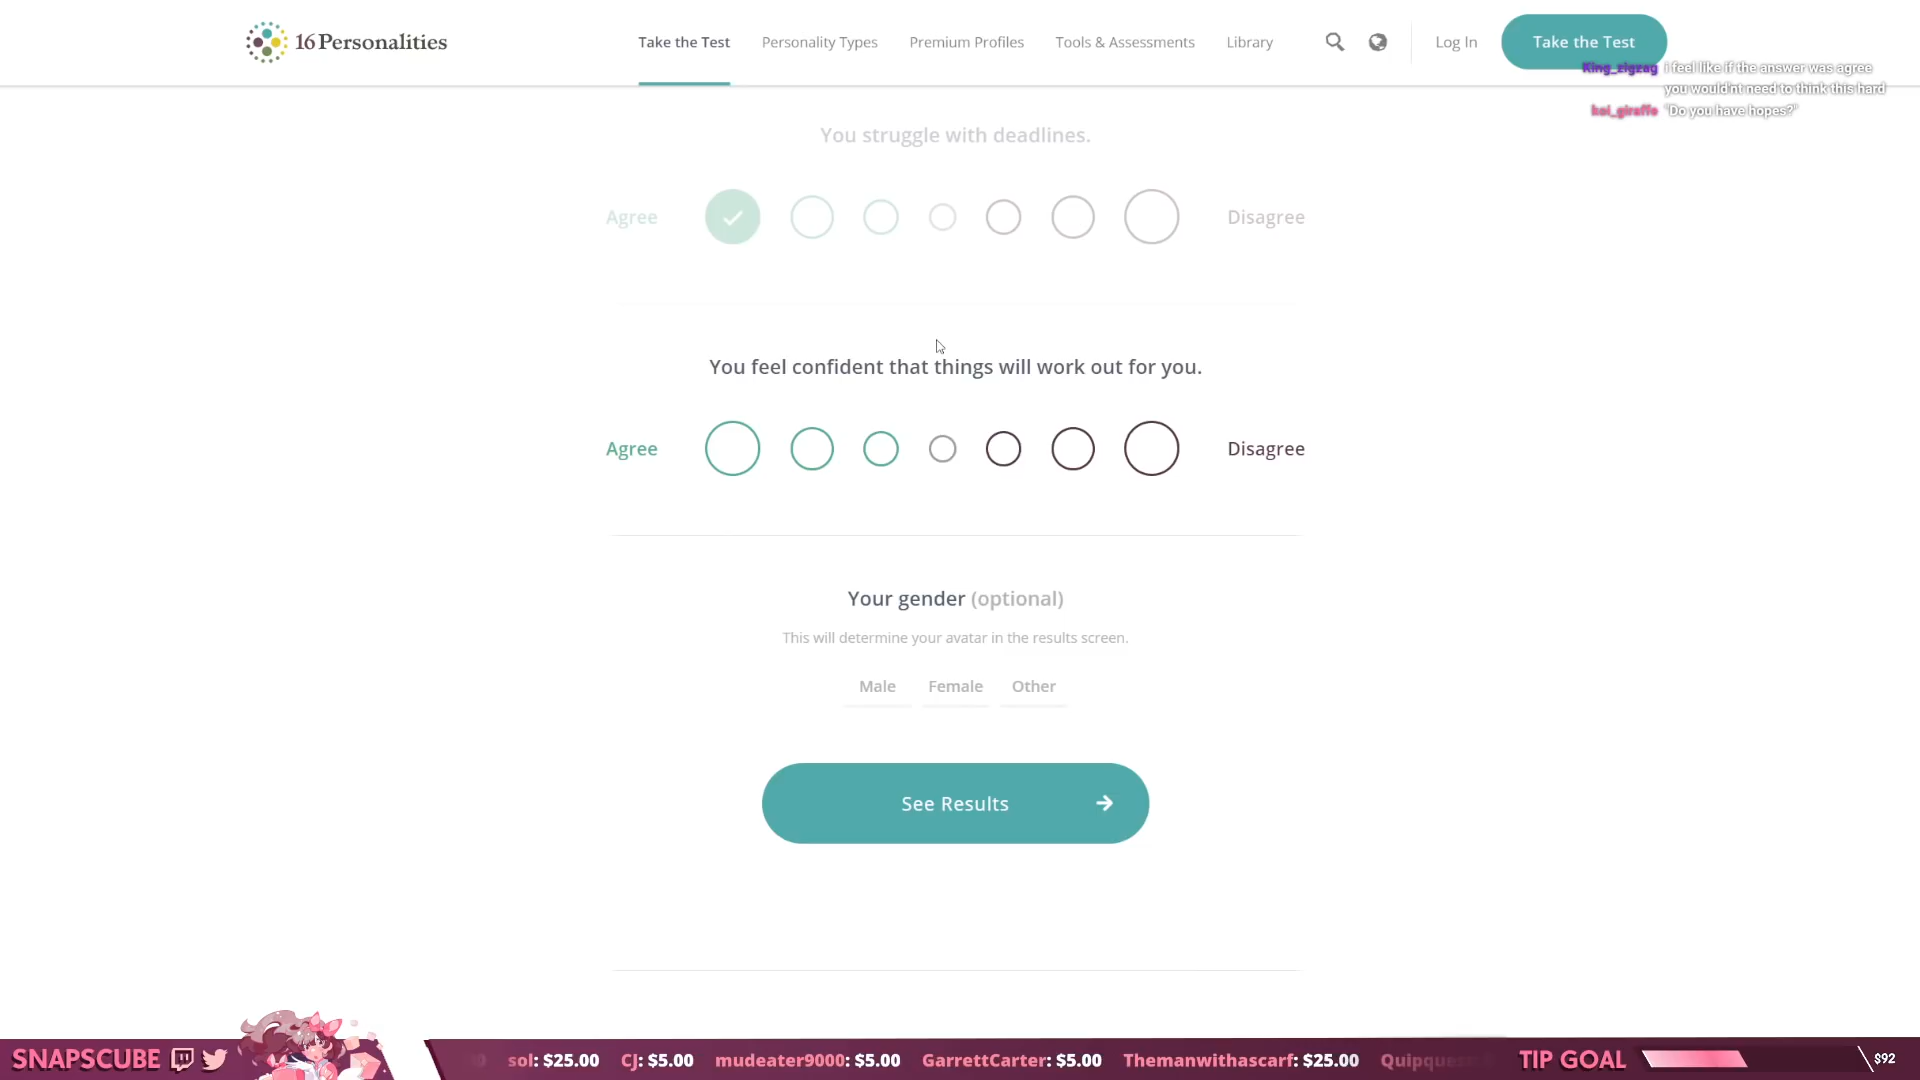 16Personalities
Take the Test
Personality Types
Premium Profiles
Tools & Assessments
Library
Log In
Take the Test
King_zigzag i feel like if the answer was agree
you would'nt need to think this hard
koi_giraffe "Do you have hopes?"
You struggle with deadlines.
Agree
Disagree
You feel confident that things will work out for you.
Agree
Disagree
Your gender (optional)
This will determine your avatar in the results screen.
Male
Female
Other
See Results
SNAPSCUBE
sol: $25.00
CJ: $5.00
mudeater9000: $5.00
GarrettCarter: $5.00
Themanwithascarf: $25.00
TIP GOAL
$92